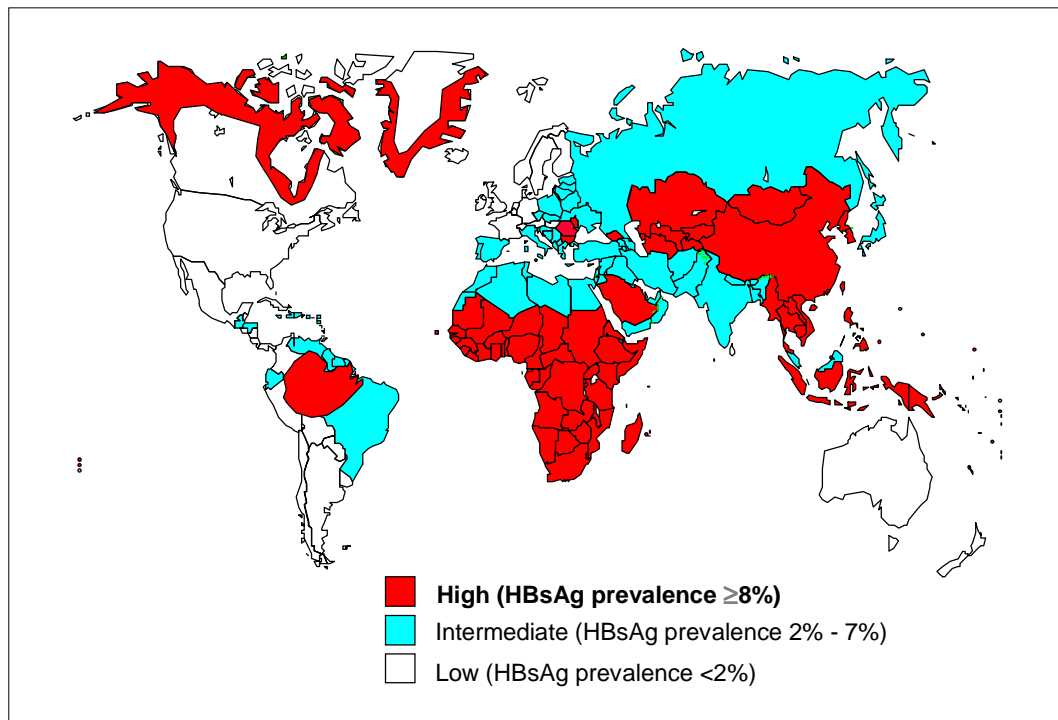 High (HBsAg prevalence ≥8%)
Intermediate (HBsAg prevalence 2% - 7%)
Low (HBsAg prevalence <2%)